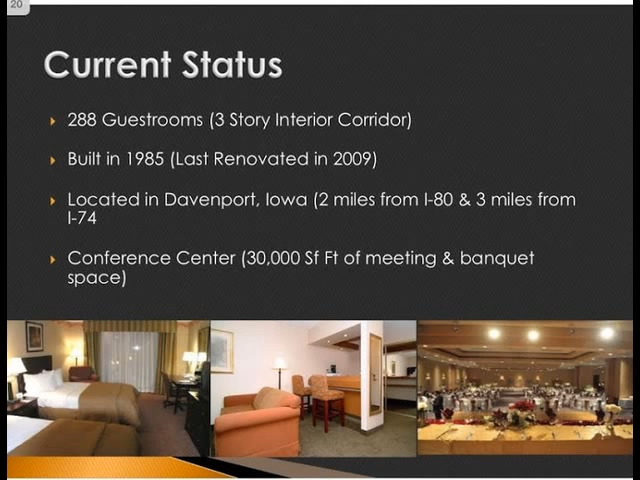 20
Current Status
288 Guestrooms (3 Story Interior Corridor)
Built in 1985 (Last Renovated in 2009)
Located in Davenport, Iowa (2 miles from I-80 & 3 miles from
I-74
Conference Center (30,000 Sf Ft of meeting & banquet
space)